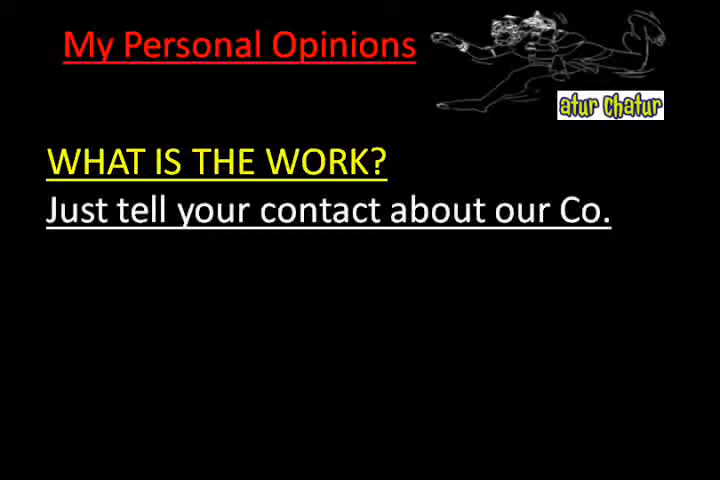 My Personal Opinions
atur Chatur
WHAT IS THE WORK?
Just tell your contact about our Co.